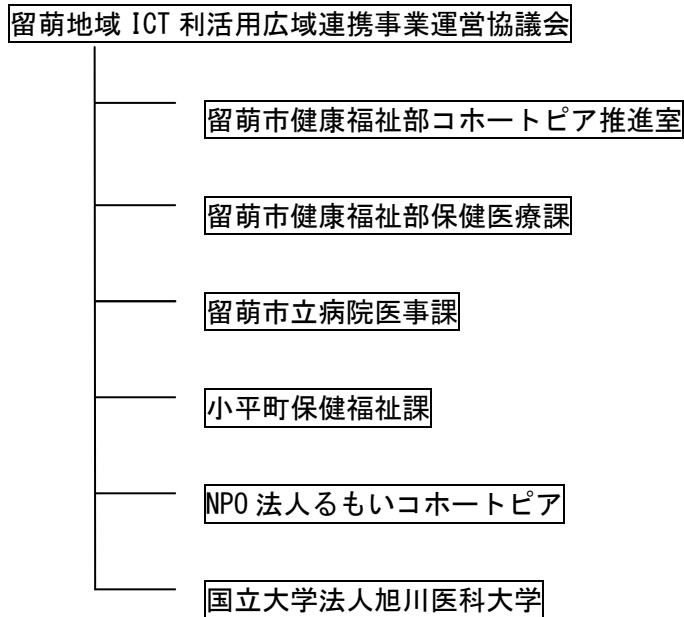 留萌地域 ICT 利活用広域連携事業運営協議会
留萌市健康福祉部コホートピア推進室
留萌市健康福祉部保健医療課
留萌市立病院医事課
小平町保健福祉課
NPO 法人るもいコホートピア
国立大学法人旭川医科大学